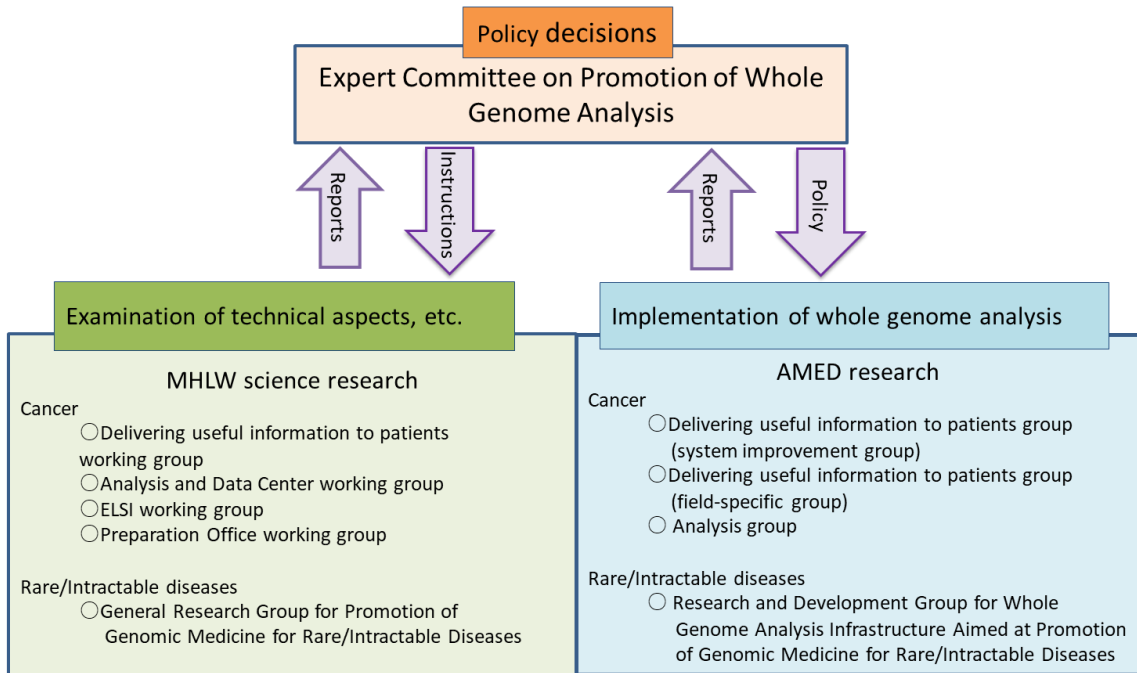 Policy decisions
Expert Committee on Promotion of Whole
Genome Analysis
Reports
Instructions
Reports
Policy
Examination of technical aspects, etc.
MHLW science research
Cancer
○Delivering useful information to patients
working group
○Analysis and Data Center working group
○ELSI working group
○Preparation Office working group
Rare/Intractable diseases
○General Research Group for Promotion of
Genomic Medicine for Rare/Intractable Diseases
Implementation of whole genome analysis
AMED research
Cancer
○Delivering useful information to patients group
(system improvement group)
○Delivering useful information to patients group
(field-specific group)
○ Analysis group
Rare/Intractable diseases
○ Research and Development Group for Whole
Genome Analysis Infrastructure Aimed at Promotion
of Genomic Medicine for Rare/Intractable Diseases